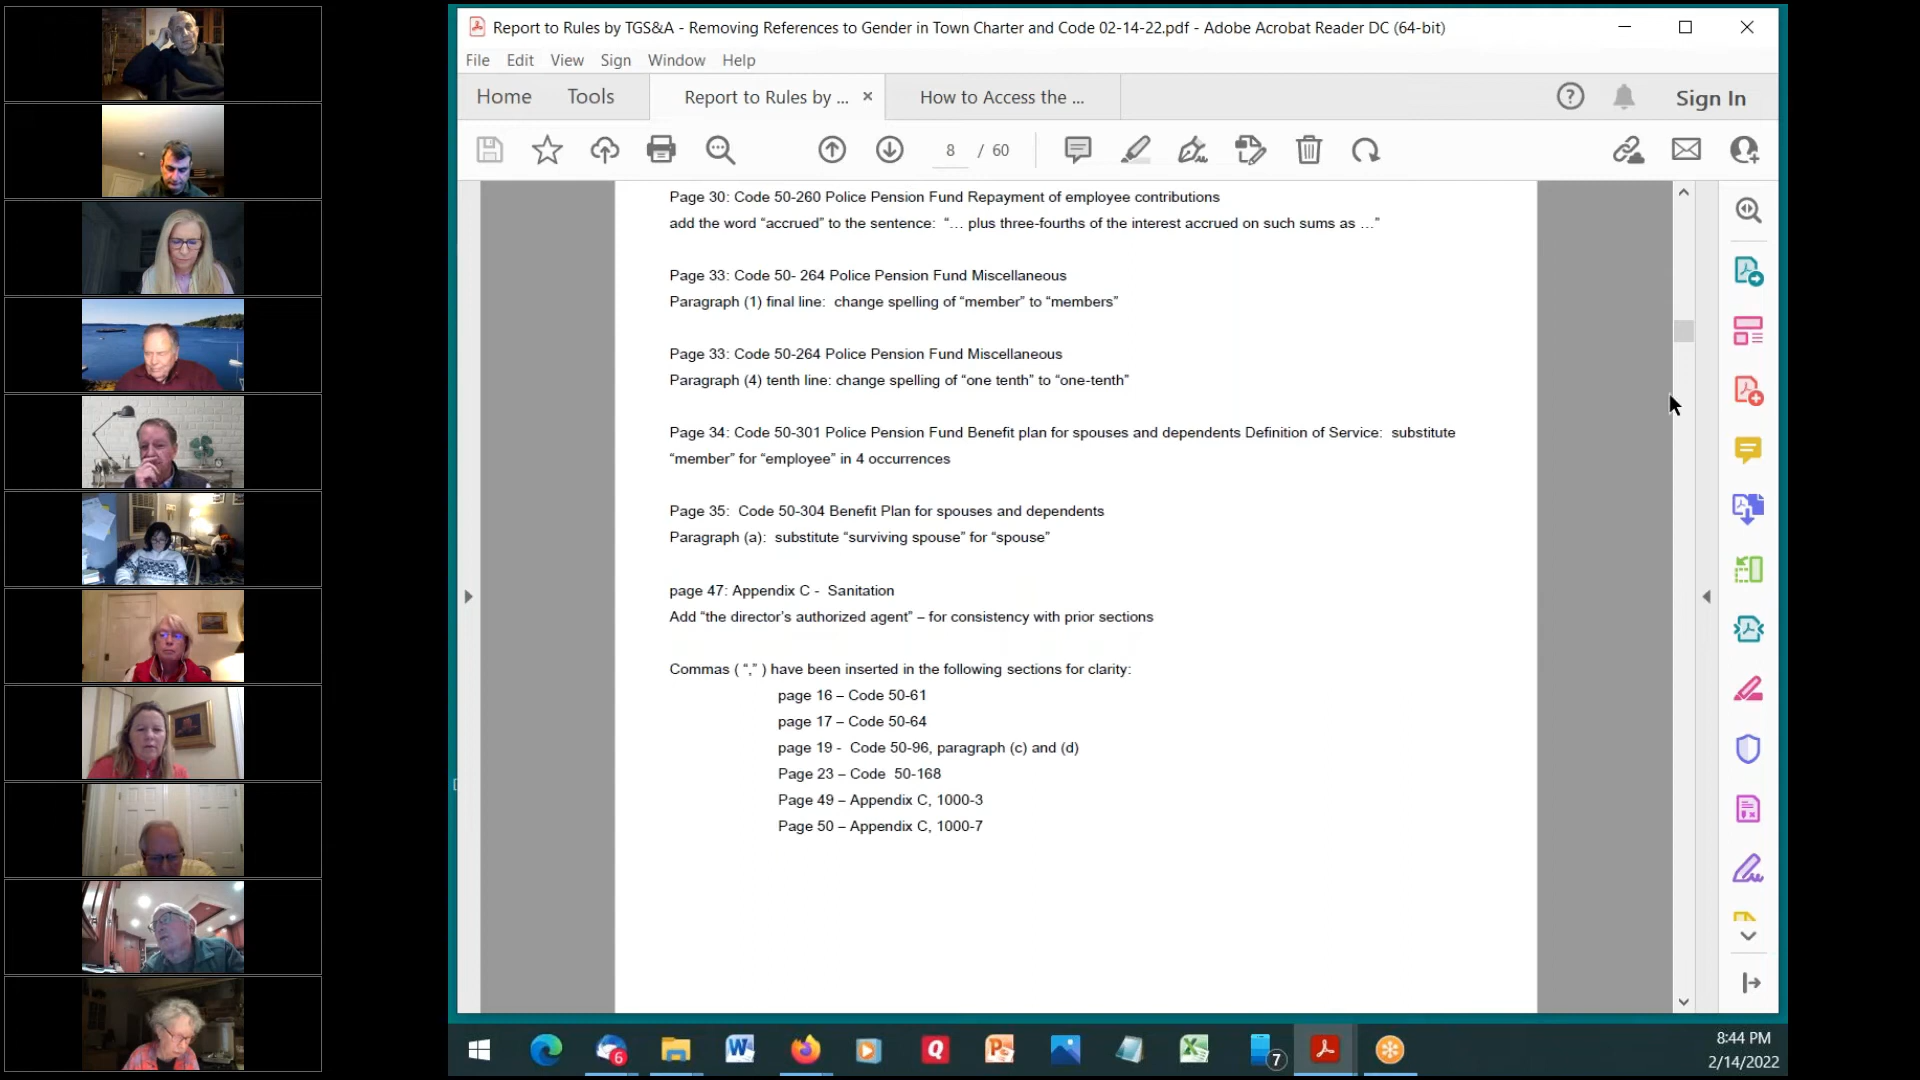 Report to Rules by TGS&A - Removing References to Gender in Town Charter and Code 02-14-22.pdf - Adobe Acrobat Reader DC (64-bit)
File Edit View Sign Window Help
Home Tools Report to Rules by ... × How to Access the ... Sign In
8 / 60
Page 30: Code 50-260 Police Pension Fund Repayment of employee contributions
add the word “accrued” to the sentence: “… plus three-fourths of the interest accrued on such sums as …”
Page 33: Code 50- 264 Police Pension Fund Miscellaneous
Paragraph (1) final line: change spelling of “member” to “members”
Page 33: Code 50-264 Police Pension Fund Miscellaneous
Paragraph (4) tenth line: change spelling of “one tenth” to “one-tenth”
Page 34: Code 50-301 Police Pension Fund Benefit plan for spouses and dependents Definition of Service: substitute
“member” for “employee” in 4 occurrences
Page 35: Code 50-304 Benefit Plan for spouses and dependents
Paragraph (a): substitute “surviving spouse” for “spouse”
page 47: Appendix C - Sanitation
Add “the director’s authorized agent” – for consistency with prior sections
Commas ( “,” ) have been inserted in the following sections for clarity:
page 16 – Code 50-61
page 17 – Code 50-64
page 19 - Code 50-96, paragraph (c) and (d)
Page 23 – Code 50-168
Page 49 – Appendix C, 1000-3
Page 50 – Appendix C, 1000-7
6
7
8:44 PM
2/14/2022